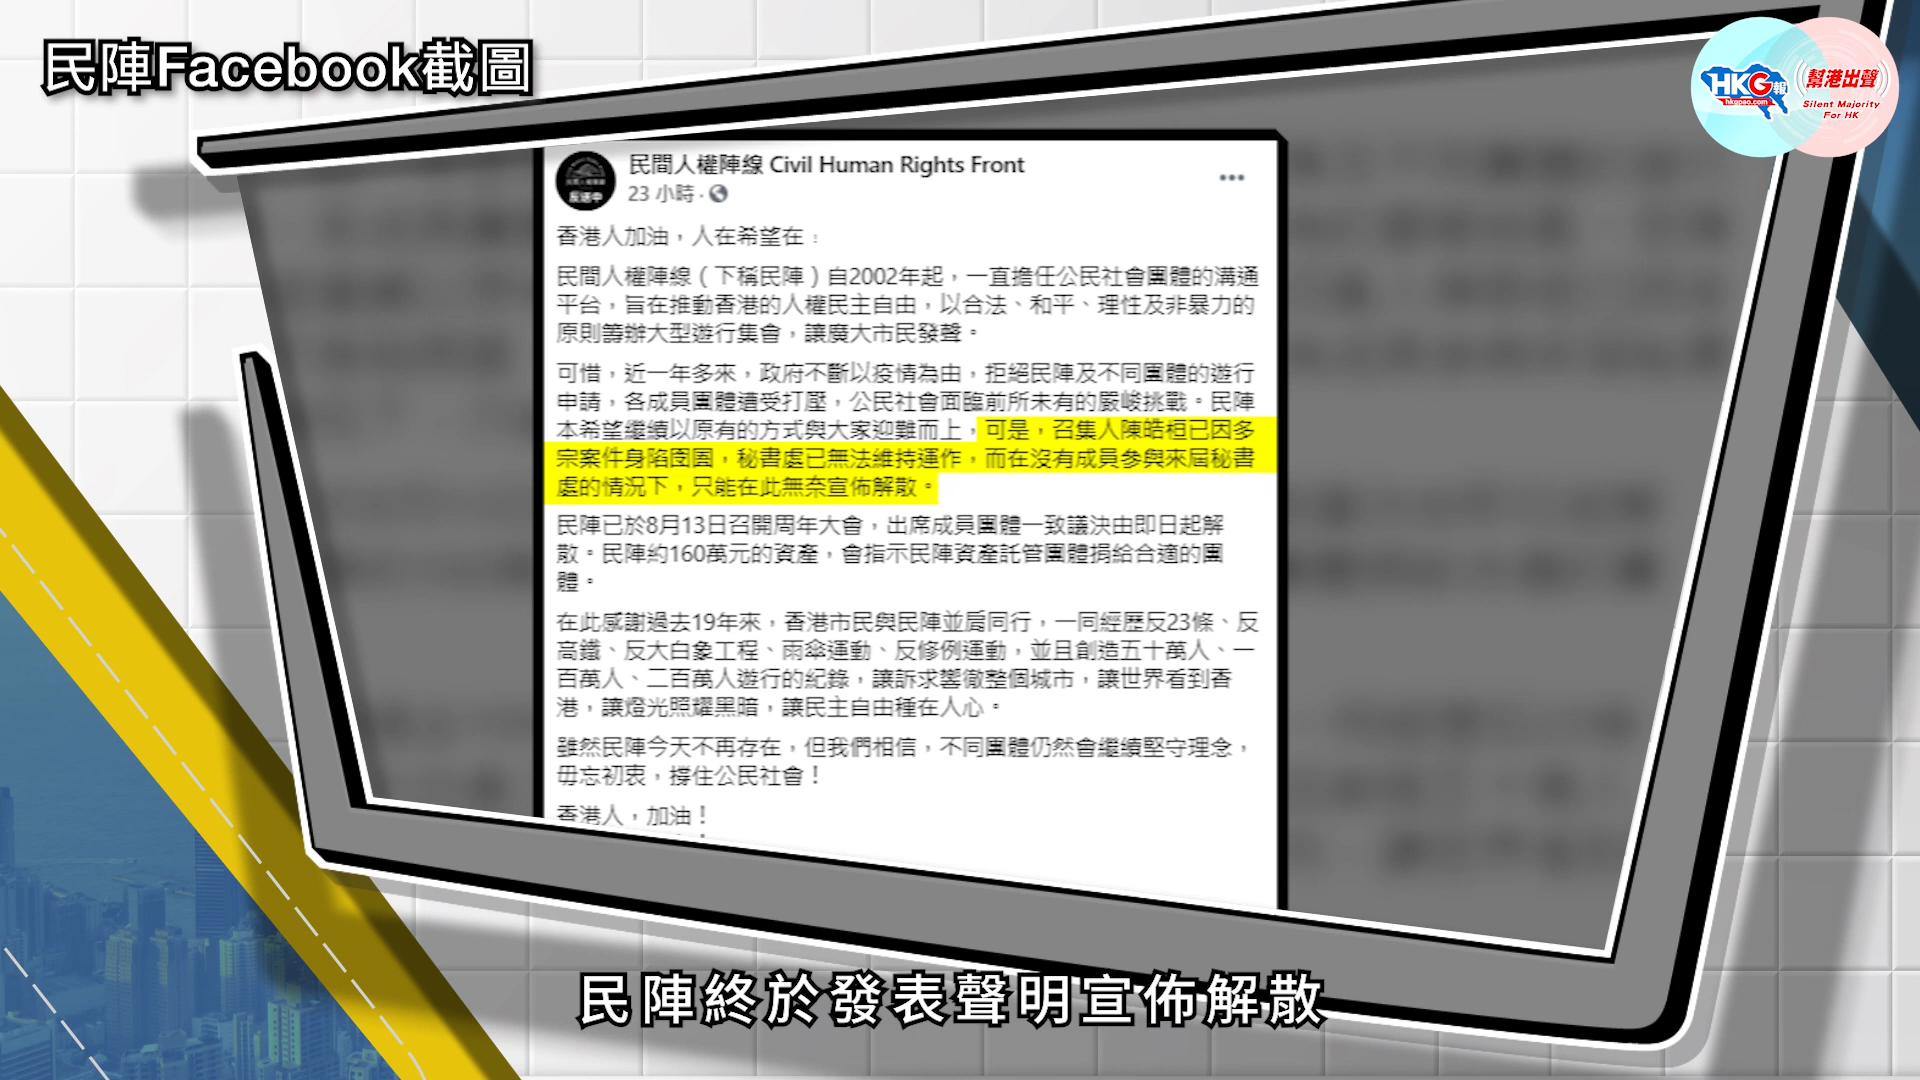 民陣Facebook截圖
HKG報
hkgpao.com
幫港出聲
Silent Majority
For HK
民間人權陣線 Civil Human Rights Front
反送中
23 小時 ·
香港人加油，人在希望在：
民間人權陣線（下稱民陣）自2002年起，一直擔任公民社會團體的溝通
平台，旨在推動香港的人權民主自由，以合法、和平、理性及非暴力的
原則籌辦大型遊行集會，讓廣大市民發聲。
可惜，近一年多來，政府不斷以疫情為由，拒絕民陣及不同團體的遊行
申請，各成員團體遭受打壓，公民社會面臨前所未有的嚴峻挑戰。民陣
本希望繼續以原有的方式與大家迎難而上，可是，召集人陳皓桓已因多
宗案件身陷囹圄，秘書處已無法維持運作，而在沒有成員參與來屆秘書
處的情況下，只能在此無奈宣佈解散。
民陣已於8月13日召開周年大會，出席成員團體一致議決由即日起解
散。民陣約160萬元的資產，會指示民陣資產託管團體捐給合適的團
體。
在此感謝過去19年來，香港市民與民陣並肩同行，一同經歷反23條、反
高鐵、反大白象工程、雨傘運動、反修例運動，並且創造五十萬人、一
百萬人、二百萬人遊行的紀錄，讓訴求響徹整個城市，讓世界看到香
港，讓燈光照耀黑暗，讓民主自由種在人心。
雖然民陣今天不再存在，但我們相信，不同團體仍然會繼續堅守理念，
毋忘初衷，撐住公民社會！
香港人，加油！
民陣終於發表聲明宣佈解散